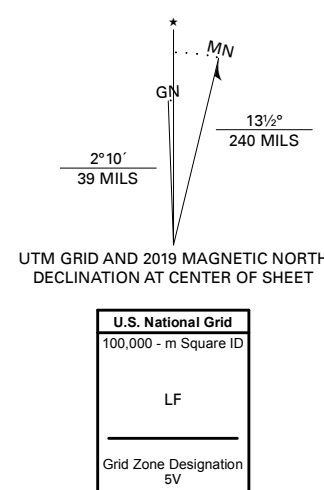 ★
MN
GN
13½°
240 MILS
2°10´
39 MILS
UTM GRID AND 2019 MAGNETIC NORTH
DECLINATION AT CENTER OF SHEET
U.S. National Grid
100,000 - m Square ID
LF
Grid Zone Designation
5V